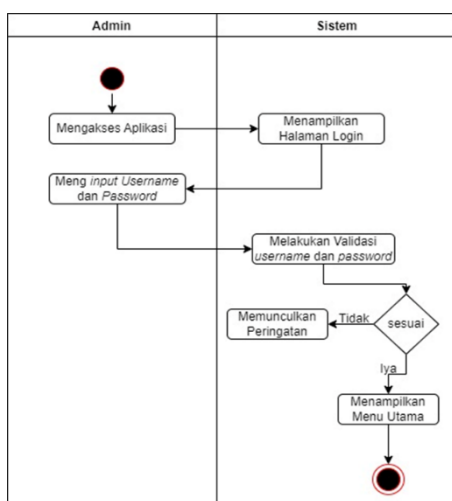 Admin
Sistem
Mengakses Aplikasi
Menampilkan
Halaman Login
Meng input Username
dan Password
Melakukan Validasi
username dan password
sesuai
Tidak
Memunculkan
Peringatan
Iya
Menampilkan
Menu Utama